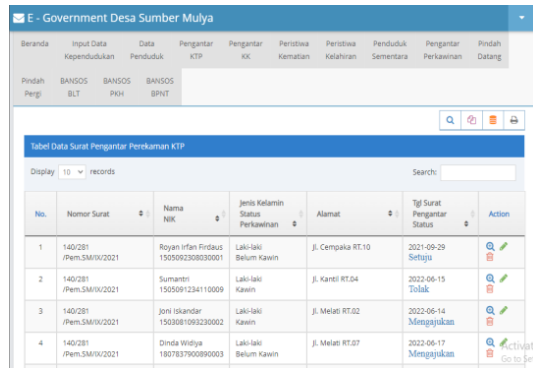 E - Government Desa Sumber Mulya
Beranda
Input Data
Kependudukan
Data
Penduduk
Pengantar
KTP
Pengantar
KK
Peristiwa
Kematian
Peristiwa
Kelahiran
Penduduk
Sementara
Pengantar
Perkawinan
Pindah
Datang
Pindah
Pergi
BANSOS
BLT
BANSOS
PKH
BANSOS
BPNT
Tabel Data Surat Pengantar Perekaman KTP
Display 10 records
Search:
No.
Nomor Surat
Nama
NIK
Jenis Kelamin
Status
Perkawinan
Alamat
Tgl Surat
Pengantar
Status
Action
1
140/281
/Pem.SM/IX/2021
Royan Irfan Firdaus
1505092308030001
Laki-laki
Belum Kawin
Jl. Cempaka RT.10
2021-09-29
Setuju
2
140/281
/Pem.SM/IX/2021
Sumantri
1505091234110009
Laki-laki
Kawin
Jl. Kantil RT.04
2022-06-15
Tolak
3
140/281
/Pem.SM/IX/2021
Joni Iskandar
1503081093230002
Laki-laki
Kawin
Jl. Melati RT.02
2022-06-14
Mengajukan
4
140/281
/Pem.SM/IX/2021
Dinda Widiya
1807837900890003
Laki-laki
Belum Kawin
Jl. Melati RT.07
2022-06-17
Mengajukan
Activat
Go to Se